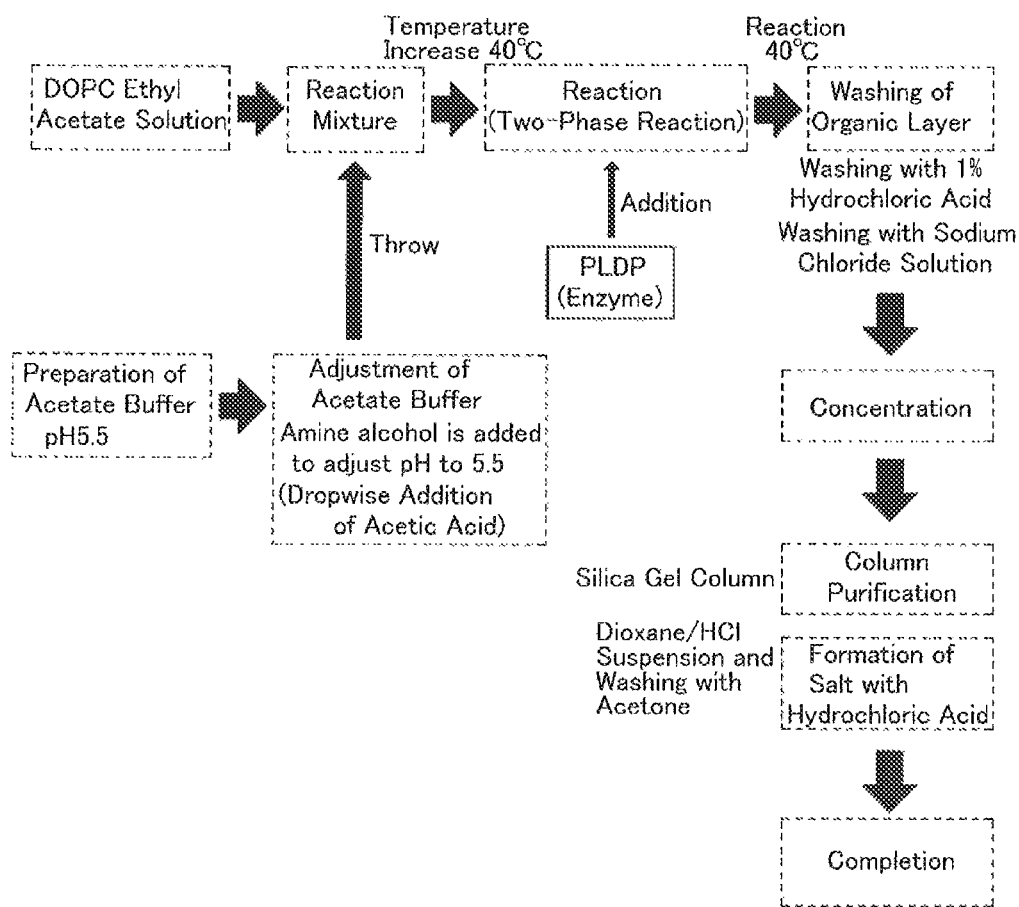 Temperature
Increase 40℃
Reaction
40℃
DOPC Ethyl
Acetate Solution
Reaction
Mixture
Reaction
(Two-Phase Reaction)
Washing of
Organic Layer
Washing with 1%
Hydrochloric Acid
Washing with Sodium
Chloride Solution
Throw
Addition
PLDP
(Enzyme)
Preparation of
Acetate Buffer
pH5.5
Adjustment of
Acetate Buffer
Amine alcohol is added
to adjust pH to 5.5
(Dropwise Addition
of Acetic Acid)
Concentration
Silica Gel Column
Column
Purification
Dioxane/HCl
Suspension and
Washing with
Acetone
Formation of
Salt with
Hydrochloric Acid
Completion